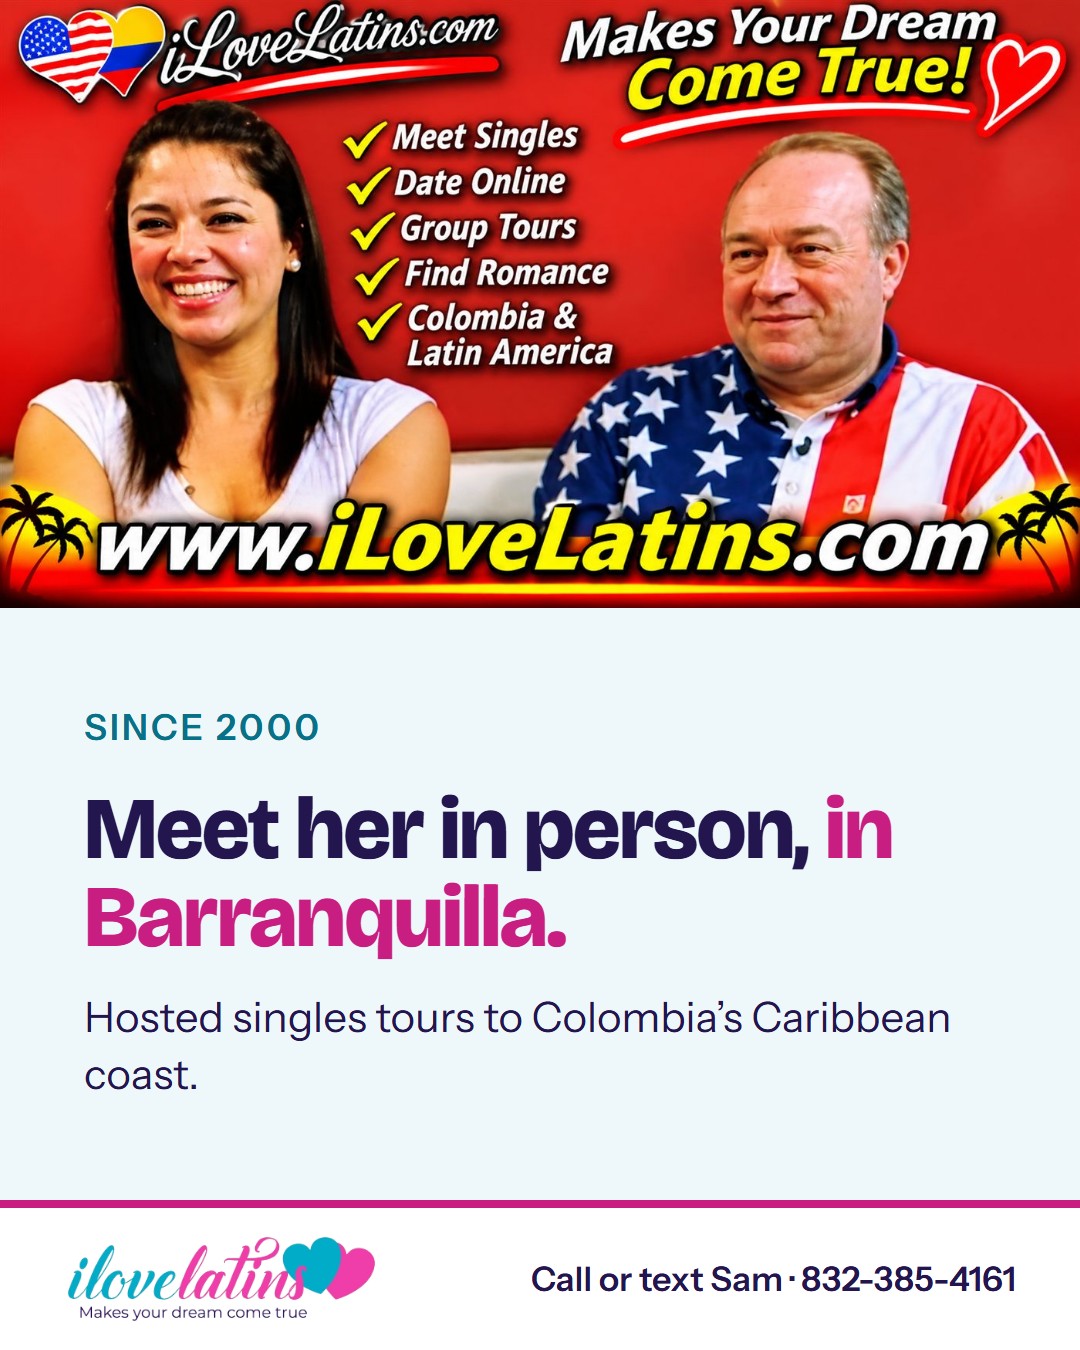 iLoveLatins.com
Makes Your Dream
Come True!
Meet Singles
Date Online
Group Tours
Find Romance
Colombia &
Latin America
www.iLoveLatins.com
SINCE 2000
Meet her in person, in
Barranquilla.
Hosted singles tours to Colombia’s Caribbean
coast.
ilovelatins
Makes your dream come true
Call or text Sam · 832-385-4161